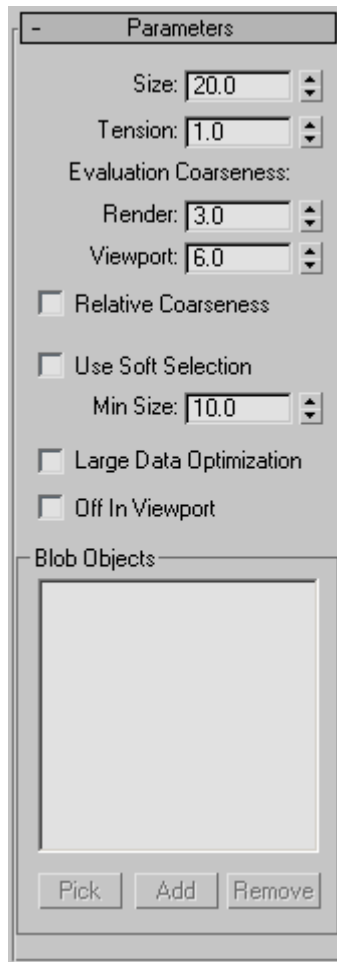 - Parameters
Size: 20.0
Tension: 1.0
Evaluation Coarseness:
Render: 3.0
Viewport: 6.0
Relative Coarseness
Use Soft Selection
Min Size: 10.0
Large Data Optimization
Off In Viewport
Blob Objects
Pick Add Remove